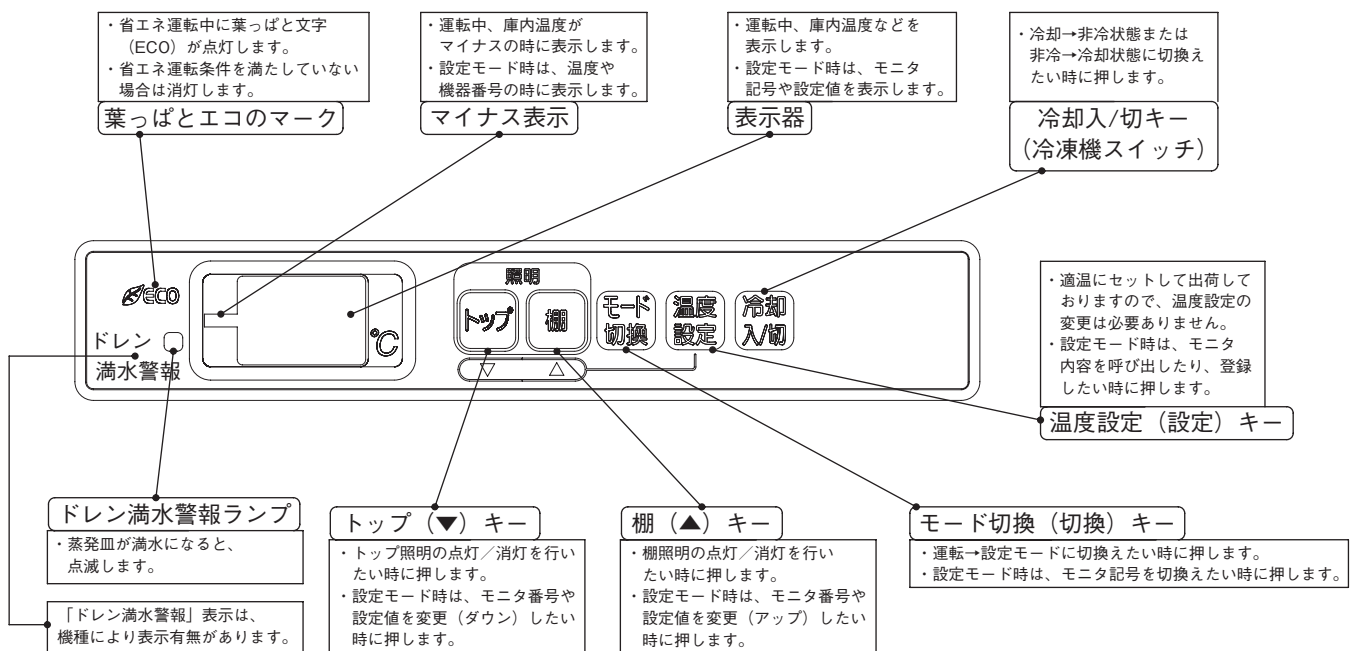 ・省エネ運転中に葉っぱと文字
（ECO）が点灯します。
・省エネ運転条件を満たしていない
場合は消灯します。
葉っぱとエコのマーク
・運転中、庫内温度が
マイナスの時に表示します。
・設定モード時は、温度や
機器番号の時に表示します。
マイナス表示
・運転中、庫内温度などを
表示します。
・設定モード時は、モニタ
記号や設定値を表示します。
表示器
・冷却→非冷状態または
非冷→冷却状態に切換え
たい時に押します。
冷却入/切キー
（冷凍機スイッチ）
ECO
ドレン
満水警報
℃
照明
トップ
棚
▽
△
モード
切換
温度
設定
冷却
入/切
・適温にセットして出荷して
おりますので、温度設定の
変更は必要ありません。
・設定モード時は、モニタ
内容を呼び出したり、登録
したい時に押します。
温度設定（設定）キー
ドレン満水警報ランプ
・蒸発皿が満水になると、
点滅します。
「ドレン満水警報」表示は、
機種により表示有無があります。
トップ（▼）キー
・トップ照明の点灯／消灯を行い
たい時に押します。
・設定モード時は、モニタ番号や
設定値を変更（ダウン）したい
時に押します。
棚（▲）キー
・棚照明の点灯／消灯を行い
たい時に押します。
・設定モード時は、モニタ番号や
設定値を変更（アップ）したい
時に押します。
モード切換（切換）キー
・運転→設定モードに切換えたい時に押します。
・設定モード時は、モニタ記号を切換えたい時に押します。